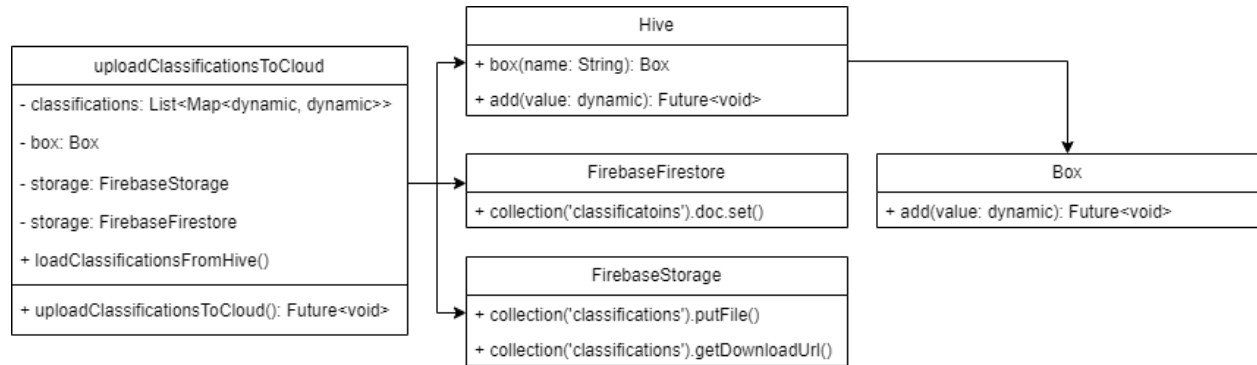 uploadClassificationsToCloud
- classifications: List<Map<dynamic, dynamic>>
- box: Box
- storage: FirebaseStorage
- storage: FirebaseFirestore
+ loadClassificationsFromHive()
+ uploadClassificationsToCloud(): Future<void>
Hive
+ box(name: String): Box
+ add(value: dynamic): Future<void>
FirebaseFirestore
+ collection('classificatoins').doc.set()
FirebaseStorage
+ collection('classifications').putFile()
+ collection('classifications').getDownloadUrl()
Box
+ add(value: dynamic): Future<void>